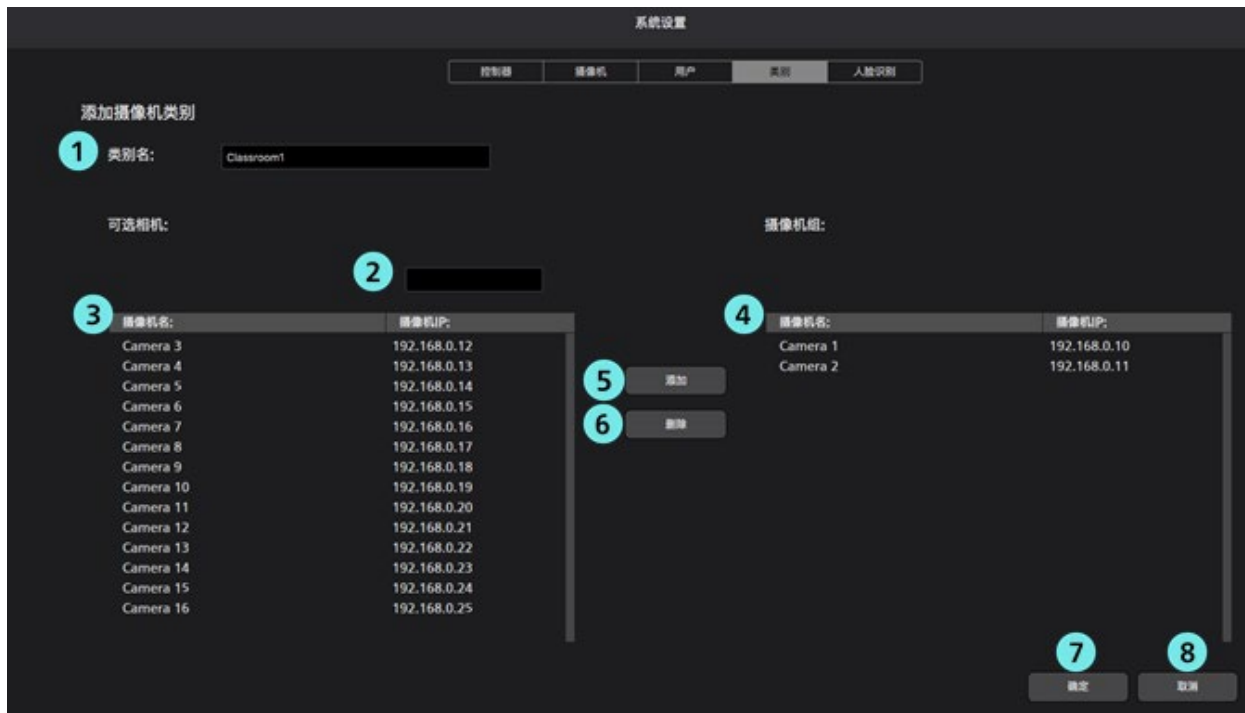 系统设置
控制器 摄像机 用户 类别 人脸识别
添加摄像机类别
1 类别名: Classroom1
可选相机: 摄像机组:
2
3 摄像机名: 摄像机IP: 4 摄像机名: 摄像机IP:
Camera 3 192.168.0.12 Camera 1 192.168.0.10
Camera 4 192.168.0.13 Camera 2 192.168.0.11
Camera 5 192.168.0.14 5 添加
Camera 6 192.168.0.15
Camera 7 192.168.0.16 6 删除
Camera 8 192.168.0.17
Camera 9 192.168.0.18
Camera 10 192.168.0.19
Camera 11 192.168.0.20
Camera 12 192.168.0.21
Camera 13 192.168.0.22
Camera 14 192.168.0.23
Camera 15 192.168.0.24
Camera 16 192.168.0.25
7 8
确定 取消